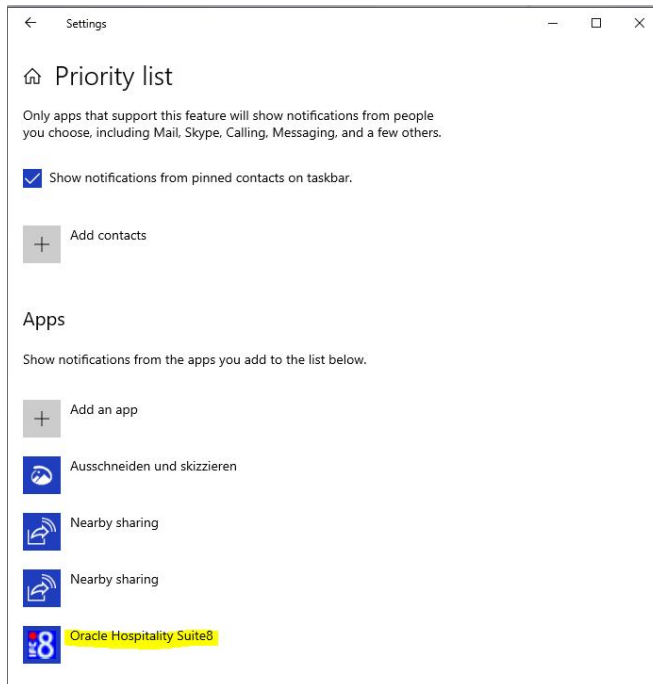 Settings
Priority list
Only apps that support this feature will show notifications from people
you choose, including Mail, Skype, Calling, Messaging, and a few others.
Show notifications from pinned contacts on taskbar.
Add contacts
Apps
Show notifications from the apps you add to the list below.
Add an app
Ausschneiden und skizzieren
Nearby sharing
Nearby sharing
IFC 8
Oracle Hospitality Suite8